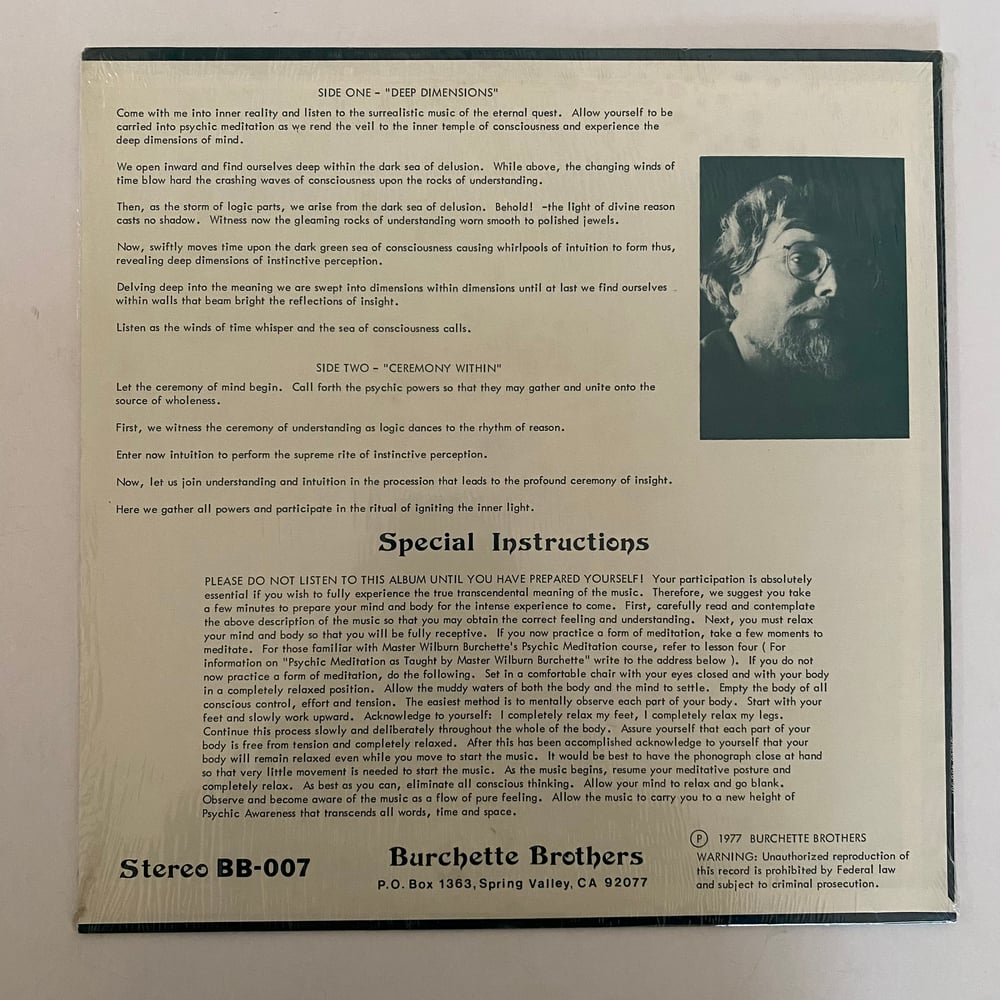 SIDE ONE - "DEEP DIMENSIONS"
Come with me into inner reality and listen to the surrealistic music of the eternal quest. Allow yourself to be
carried into psychic meditation as we rend the veil to the inner temple of consciousness and experience the
deep dimensions of mind.
We open inward and find ourselves deep within the dark sea of delusion. While above, the changing winds of
time blow hard the crashing waves of consciousness upon the rocks of understanding.
Then, as the storm of logic parts, we arise from the dark sea of delusion. Behold! -the light of divine reason
casts no shadow. Witness now the gleaming rocks of understanding worn smooth to polished jewels.
Now, swiftly moves time upon the dark green sea of consciousness causing whirlpools of intuition to form thus,
revealing deep dimensions of instinctive perception.
Delving deep into the meaning we are swept into dimensions within dimensions until at last we find ourselves
within walls that beam bright the reflections of insight.
Listen as the winds of time whisper and the sea of consciousness calls.
SIDE TWO - "CEREMONY WITHIN"
Let the ceremony of mind begin. Call forth the psychic powers so that they may gather and unite onto the
source of wholeness.
First, we witness the ceremony of understanding as logic dances to the rhythm of reason.
Enter now intuition to perform the supreme rite of instinctive perception.
Now, let us join understanding and intuition in the procession that leads to the profound ceremony of insight.
Here we gather all powers and participate in the ritual of igniting the inner light.
Special Instructions
PLEASE DO NOT LISTEN TO THIS ALBUM UNTIL YOU HAVE PREPARED YOURSELF! Your participation is absolutely
essential if you wish to fully experience the true transcendental meaning of the music. Therefore, we suggest you take
a few minutes to prepare your mind and body for the intense experience to come. First, carefully read and contemplate
the above description of the music so that you may obtain the correct feeling and understanding. Next, you must relax
your mind and body so that you will be fully receptive. If you now practice a form of meditation, take a few moments to
meditate. For those familiar with Master Wilburn Burchette's Psychic Meditation course, refer to lesson four ( For
information on "Psychic Meditation as Taught by Master Wilburn Burchette" write to the address below ). If you do not
now practice a form of meditation, do the following. Set in a comfortable chair with your eyes closed and with your body
in a completely relaxed position. Allow the muddy waters of both the body and the mind to settle. Empty the body of all
conscious control, effort and tension. The easiest method is to mentally observe each part of your body. Start with your
feet and slowly work upward. Acknowledge to yourself: I completely relax my feet, I completely relax my legs.
Continue this process slowly and deliberately throughout the whole of the body. Assure yourself that each part of your
body is free from tension and completely relaxed. After this has been accomplished acknowledge to yourself that your
body will remain relaxed even while you move to start the music. It would be best to have the phonograph close at hand
so that very little movement is needed to start the music. As the music begins, resume your meditative posture and
completely relax. As best as you can, eliminate all conscious thinking. Allow your mind to relax and go blank.
Observe and become aware of the music as a flow of pure feeling. Allow the music to carry you to a new height of
Psychic Awareness that transcends all words, time and space.
Stereo BB-007
Burchette Brothers
P.O. Box 1363, Spring Valley, CA 92077
Ⓟ 1977 BURCHETTE BROTHERS
WARNING: Unauthorized reproduction of
this record is prohibited by Federal law
and subject to criminal prosecution.